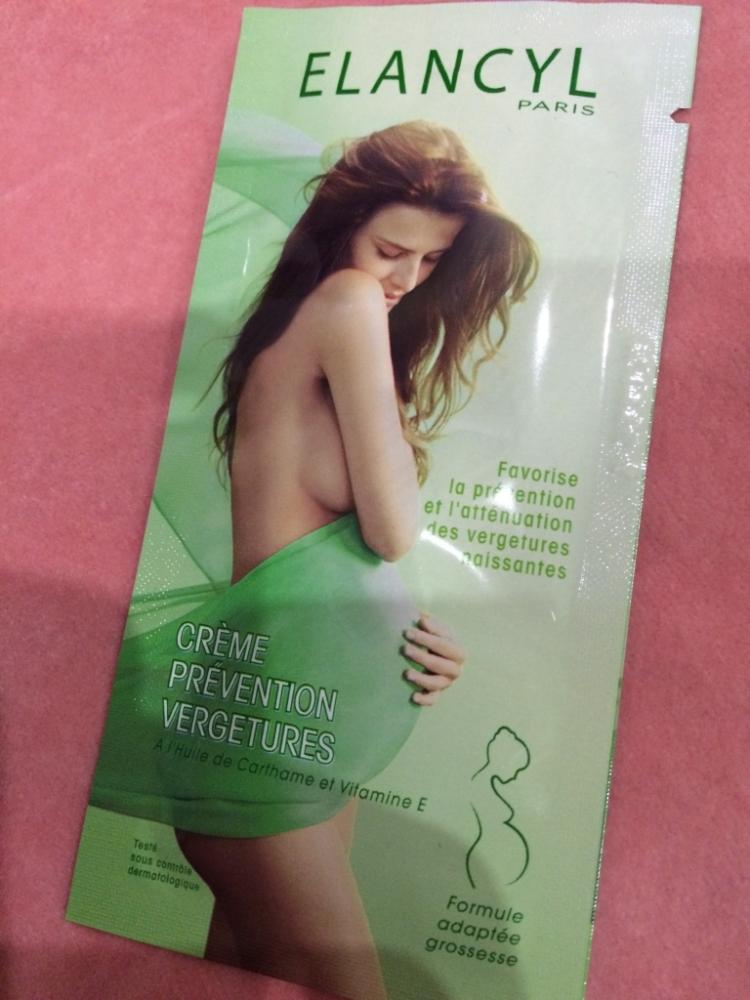 ELANCYL
PARIS
Favorise
la prévention
et l'atténuation
des vergetures
naissantes
CRÈME
PRÉVENTION
VERGETURES
A l'Huile de Carthame et Vitamine E
Testé
sous contrôle
dermatologique
Formule
adaptée
grossesse